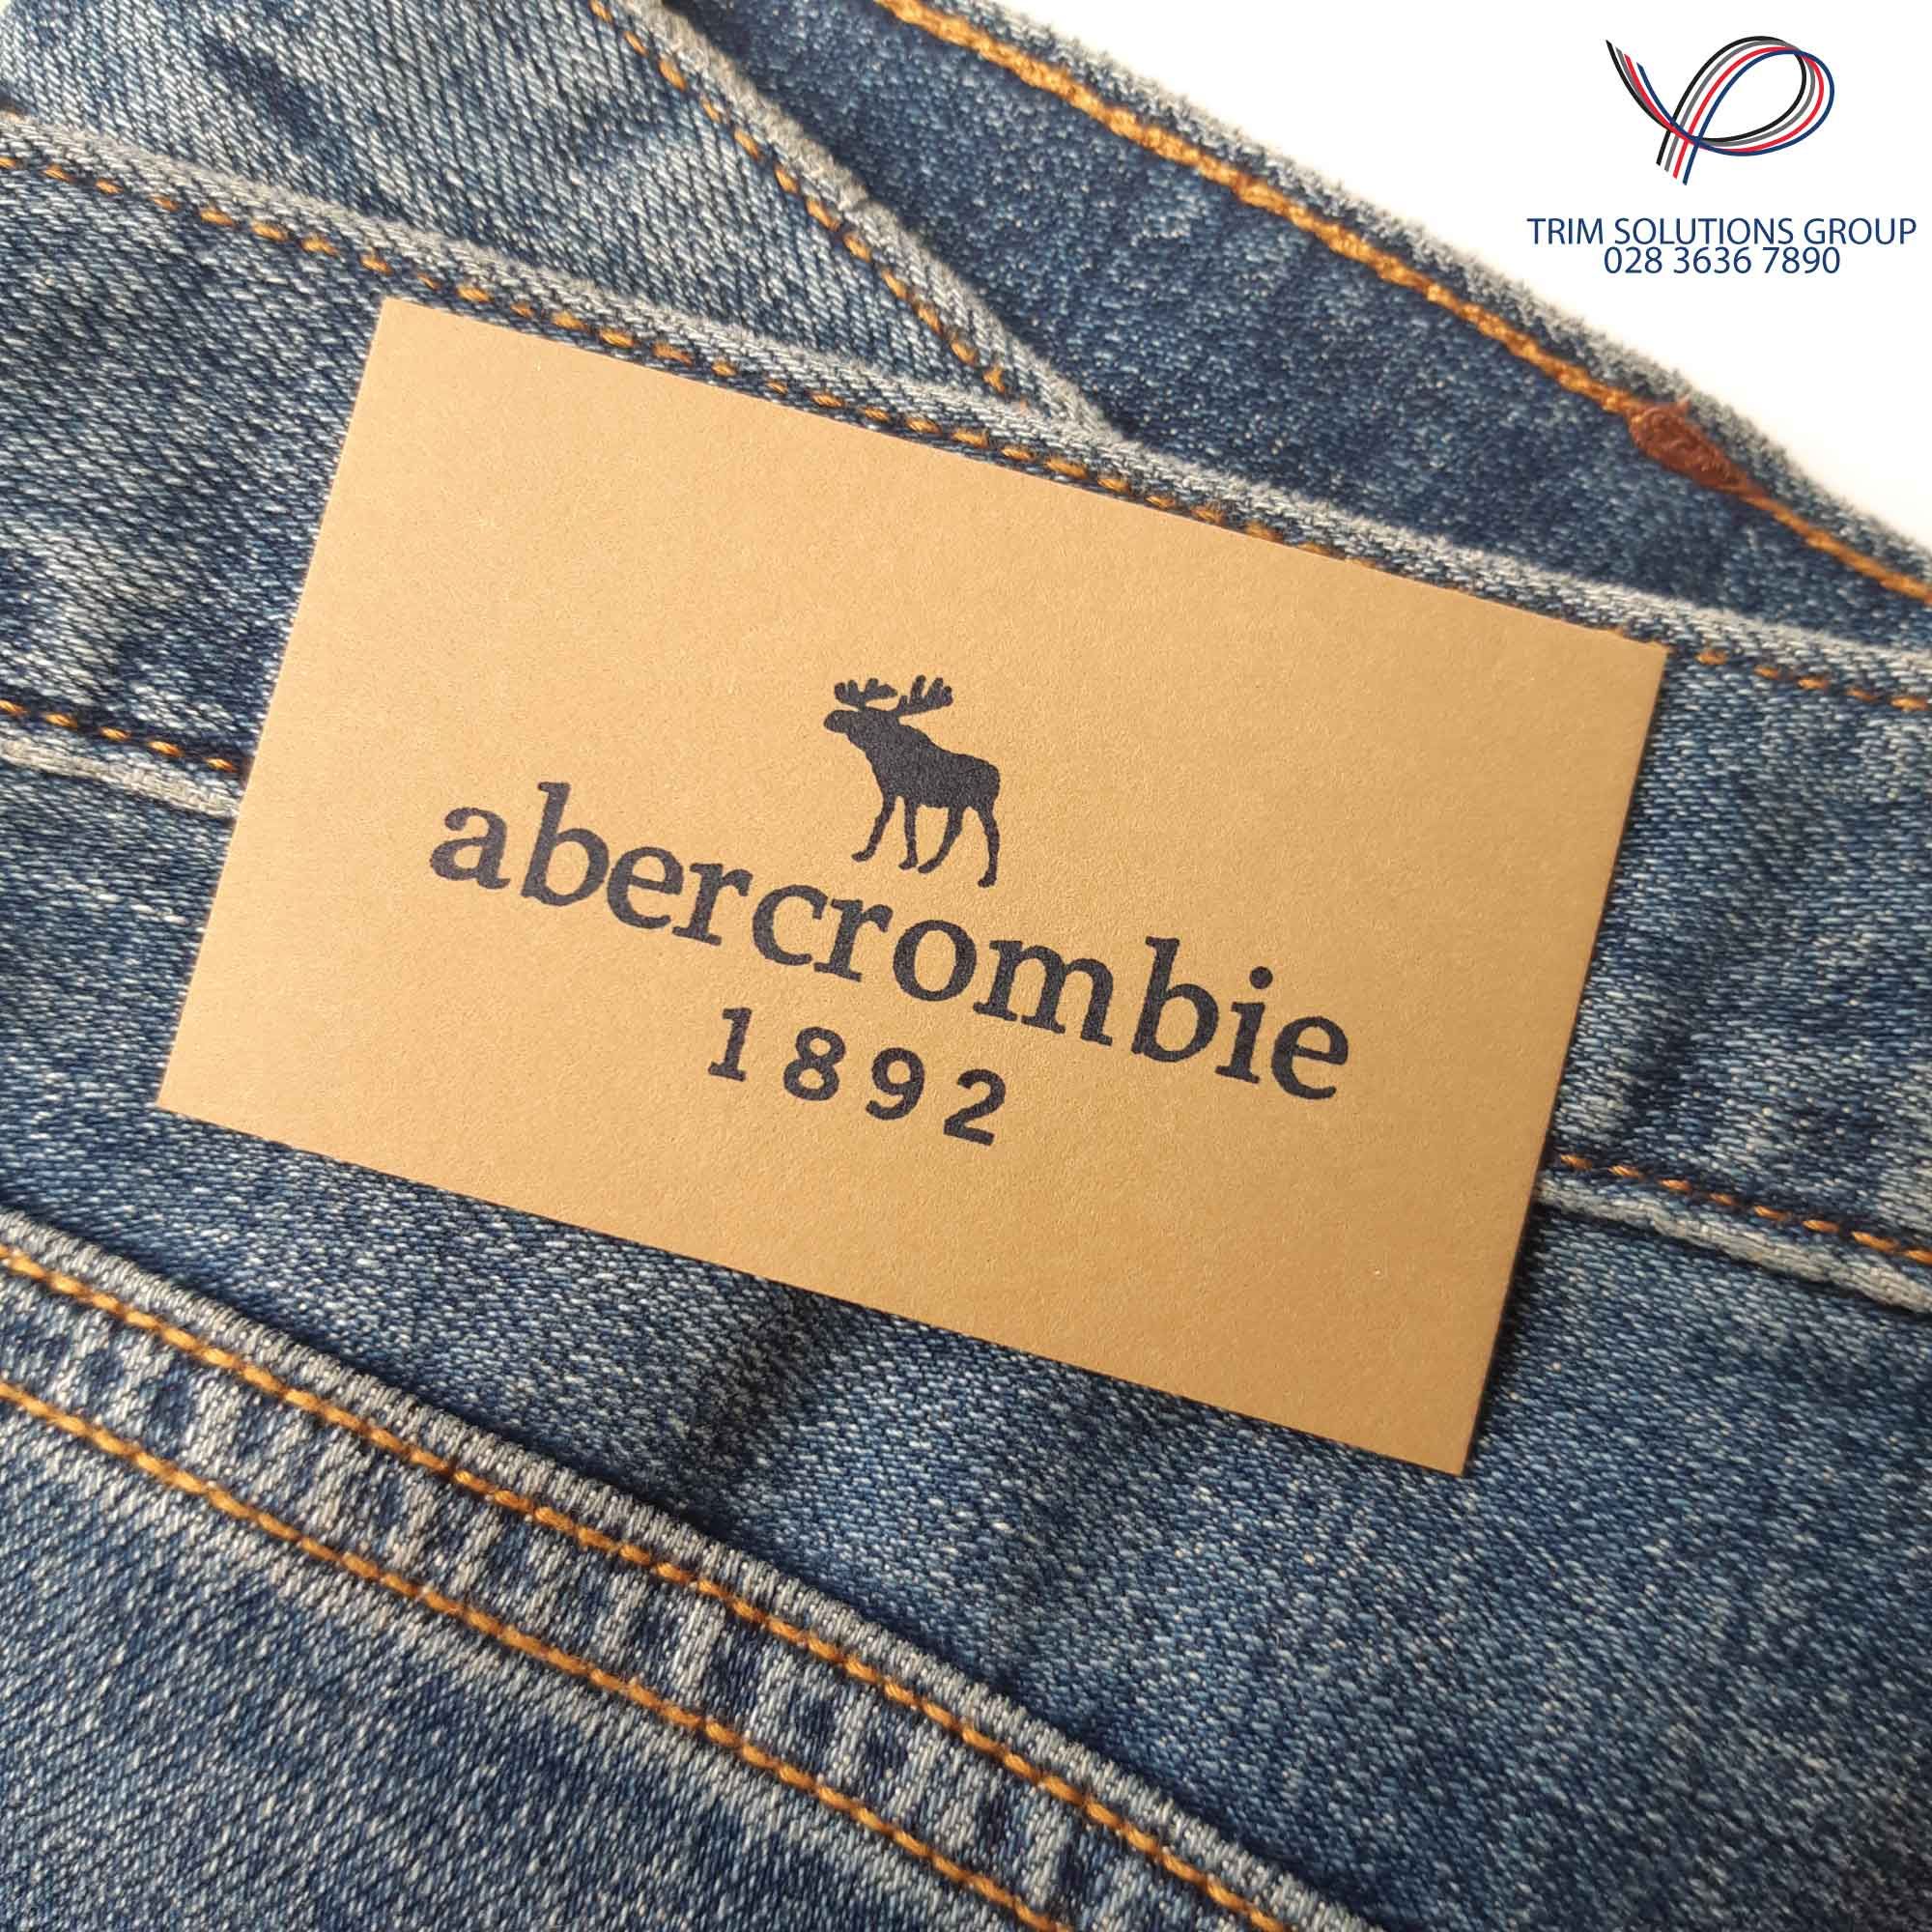 TRIM SOLUTIONS GROUP
028 3636 7890
abercrombie
1892